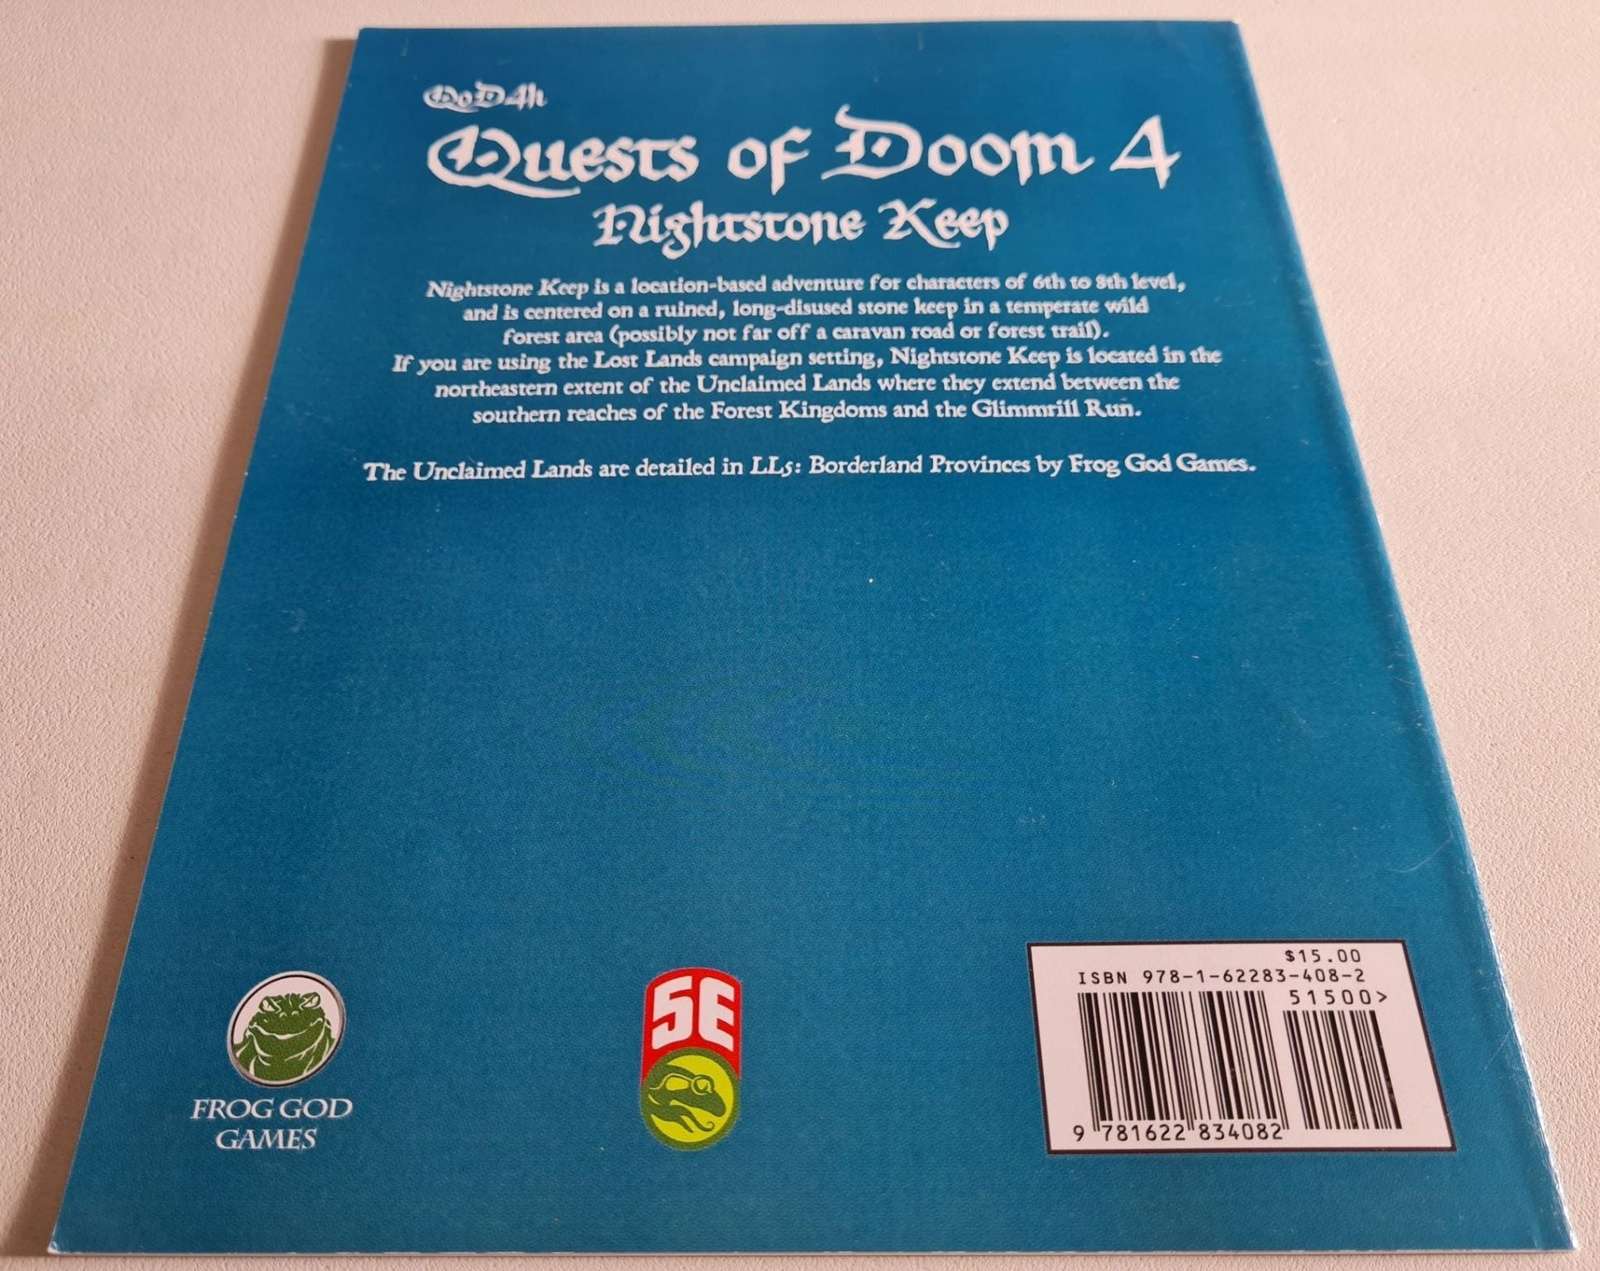 QoD4h
Quests of Doom 4
Nightstone Keep
Nightstone Keep is a location-based adventure for characters of 6th to 8th level,
and is centered on a ruined, long-disused stone keep in a temperate wild
forest area (possibly not far off a caravan road or forest trail).
If you are using the Lost Lands campaign setting, Nightstone Keep is located in the
northeastern extent of the Unclaimed Lands where they extend between the
southern reaches of the Forest Kingdoms and the Glimmrill Run.
The Unclaimed Lands are detailed in LL5: Borderland Provinces by Frog God Games.
FROG GOD
GAMES
5E
$15.00
ISBN 978-1-62283-408-2
51500>
9 781622 834082